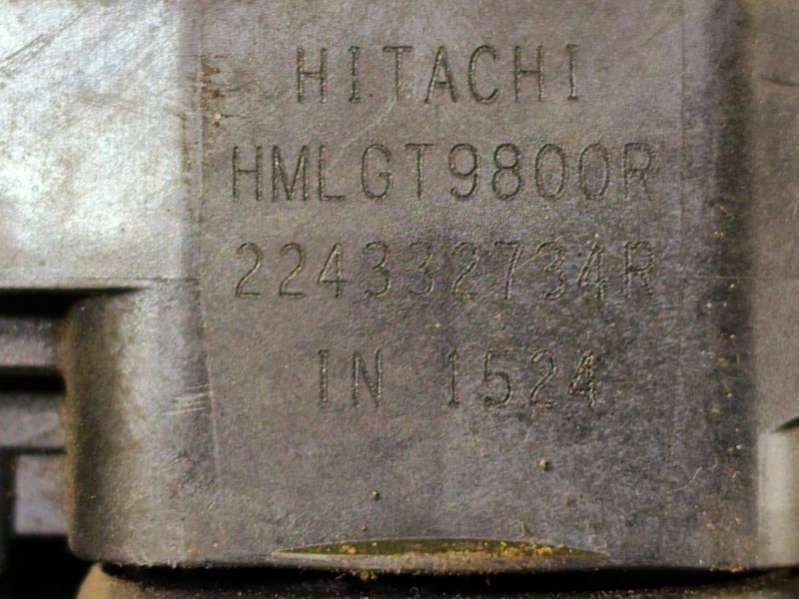 HITACHI
HMLGT9800R
224332734R
IN 1524